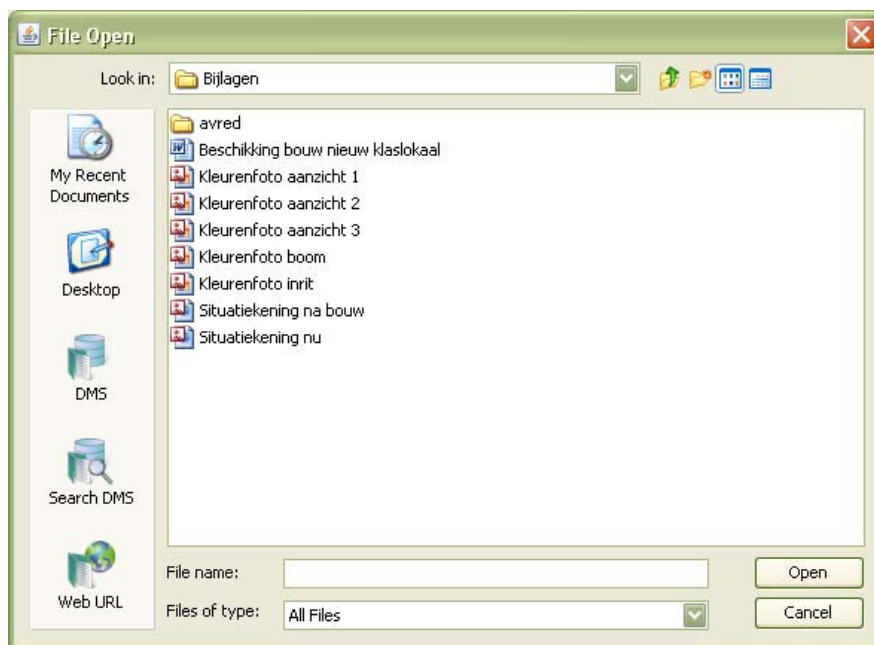 File Open
Look in: Bijlagen
avred
Beschikking bouw nieuw klaslokaal
Kleurenfoto aanzicht 1
Kleurenfoto aanzicht 2
Kleurenfoto aanzicht 3
Kleurenfoto boom
Kleurenfoto inrit
Situatiekening na bouw
Situatiekening nu
My Recent
Documents
Desktop
DMS
Search DMS
Web URL
File name:
Open
Files of type: All Files
Cancel